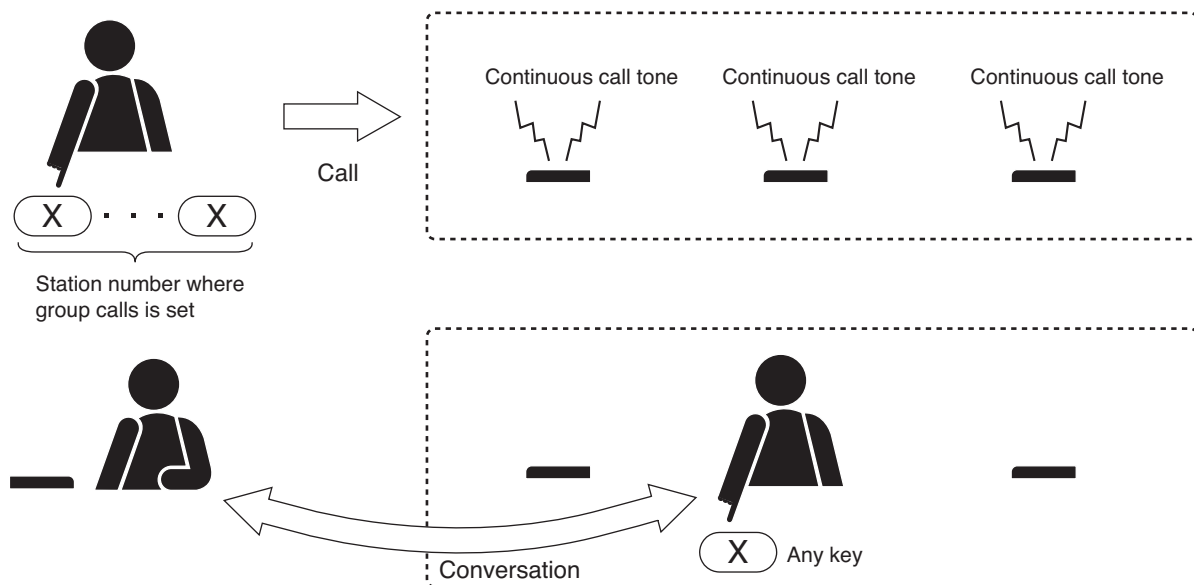 Continuous call tone
Continuous call tone
Continuous call tone
Call
X . . . X
Station number where
group calls is set
X Any key
Conversation